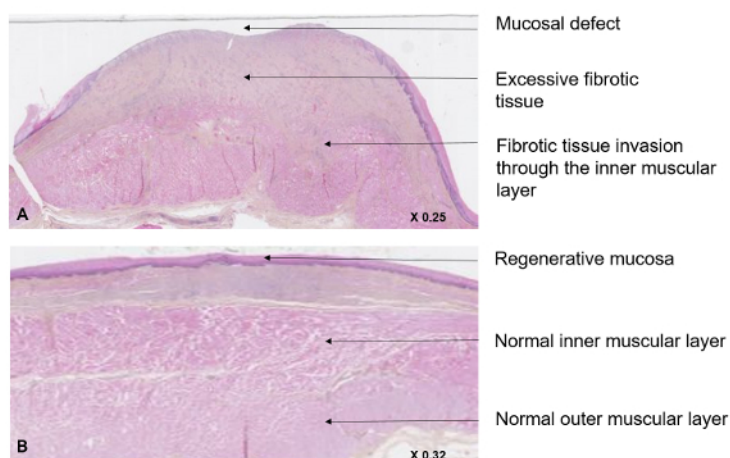 Mucosal defect
Excessive fibrotic
tissue
Fibrotic tissue invasion
through the inner muscular
layer
A
X 0.25
Regenerative mucosa
Normal inner muscular layer
Normal outer muscular layer
B
X 0.32